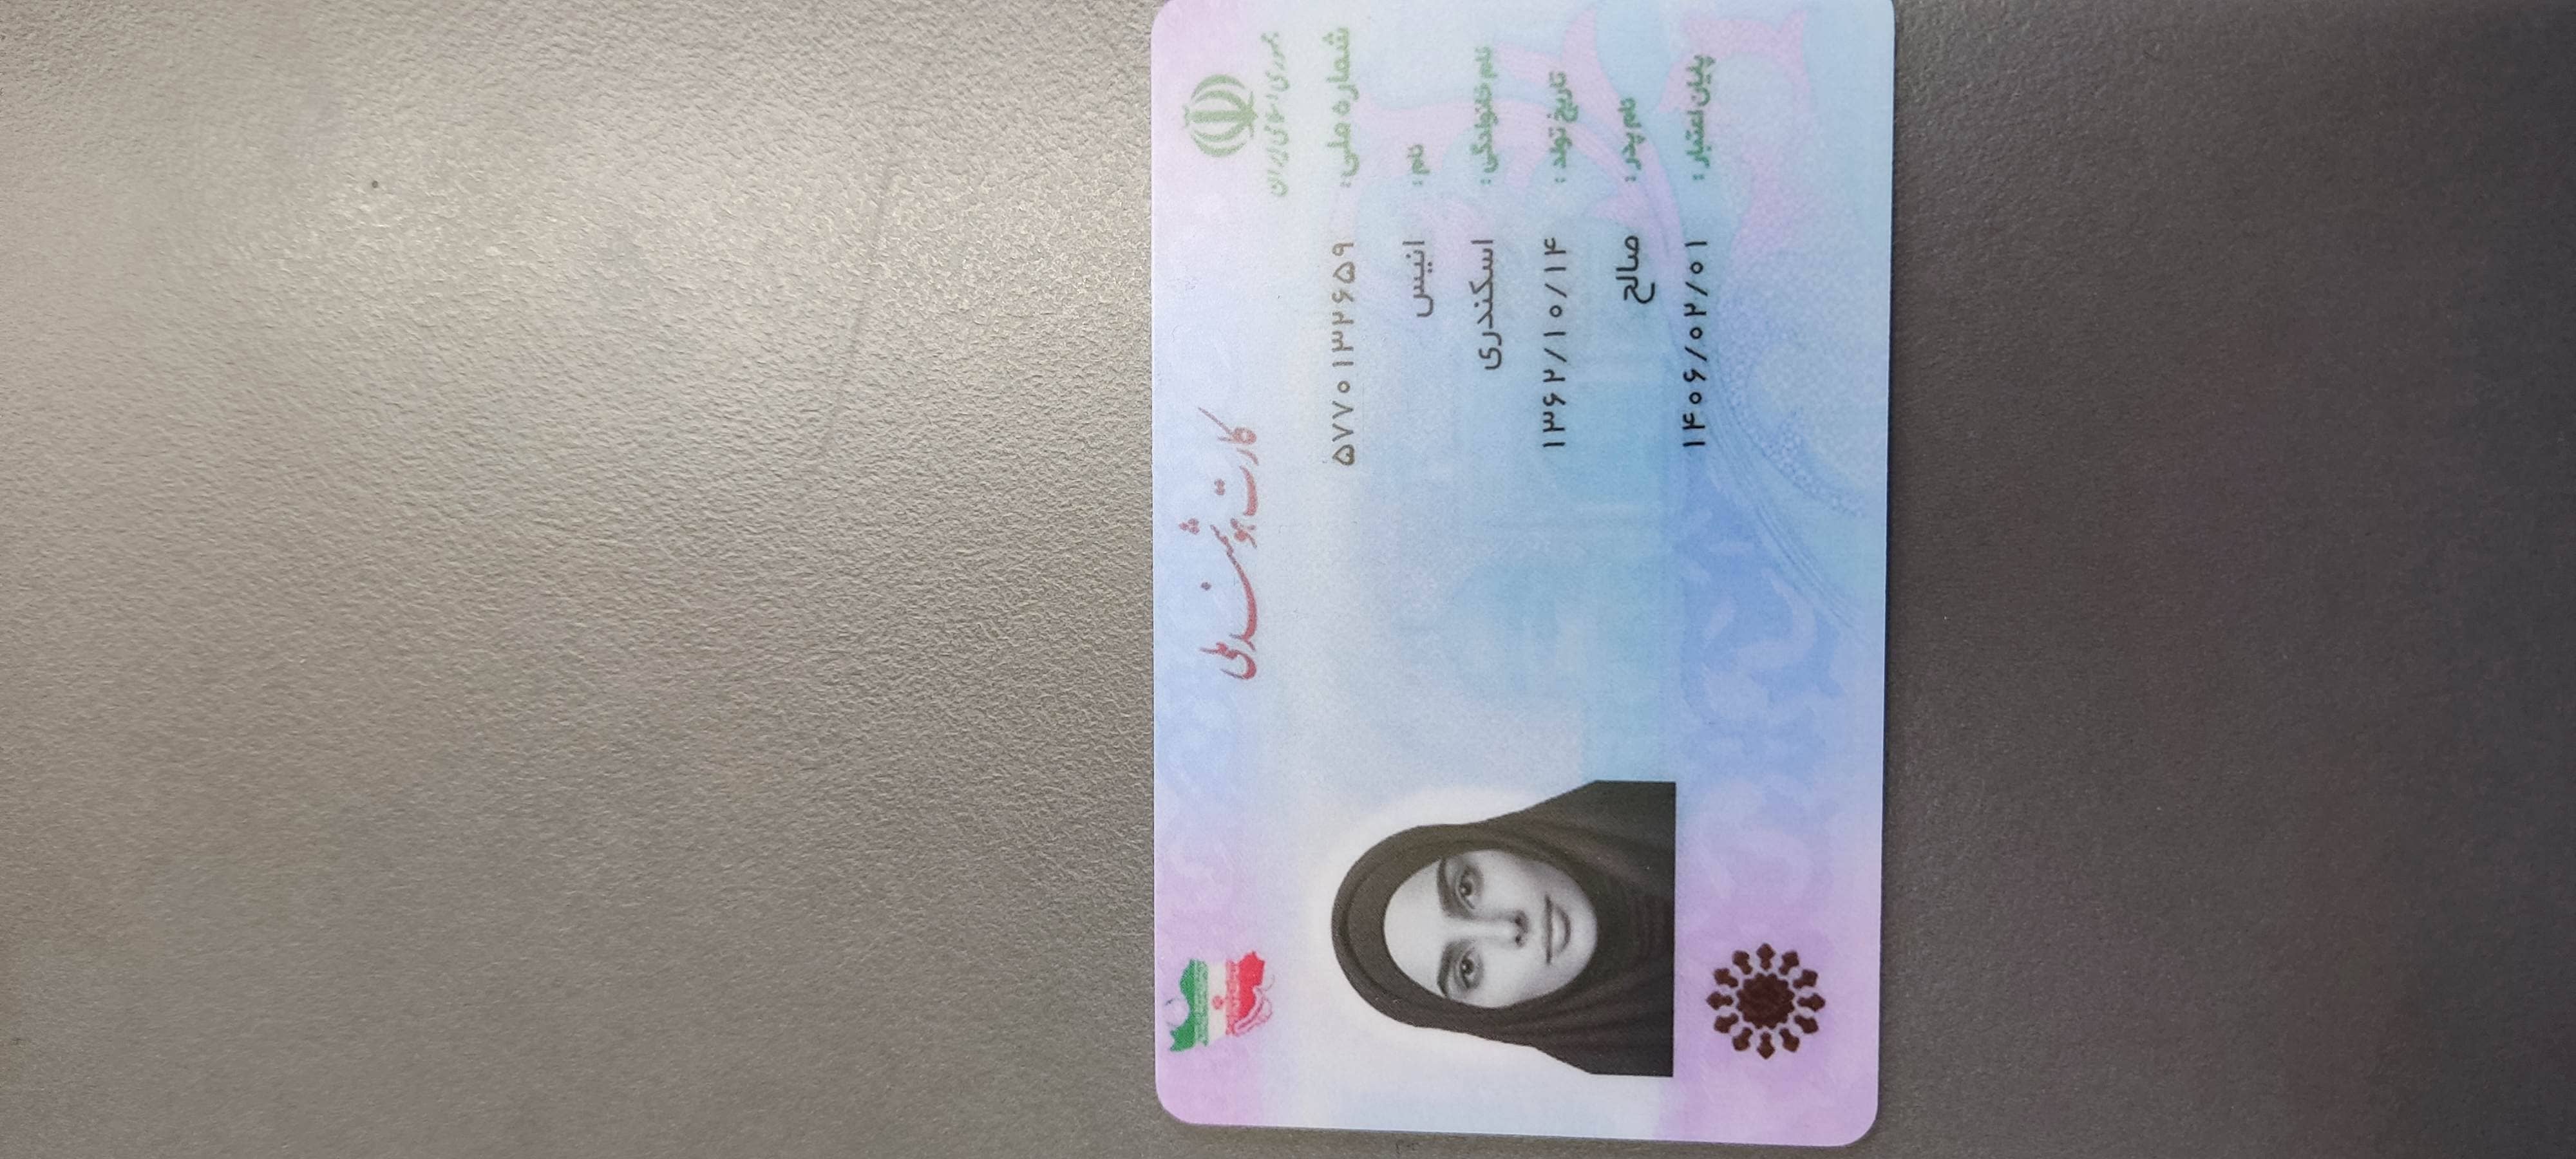 جمهوری اسلامی ایران
کارت هوشمند ملی
شماره ملی: ۵۷۷۰۱۳۲۶۵۹
نام: انیس
نام خانوادگی: اسکندری
تاریخ تولد: ۱۳۶۲/۱۰/۱۴
نام پدر: صالح
پایان اعتبار: ۱۴۰۶/۰۲/۰۱